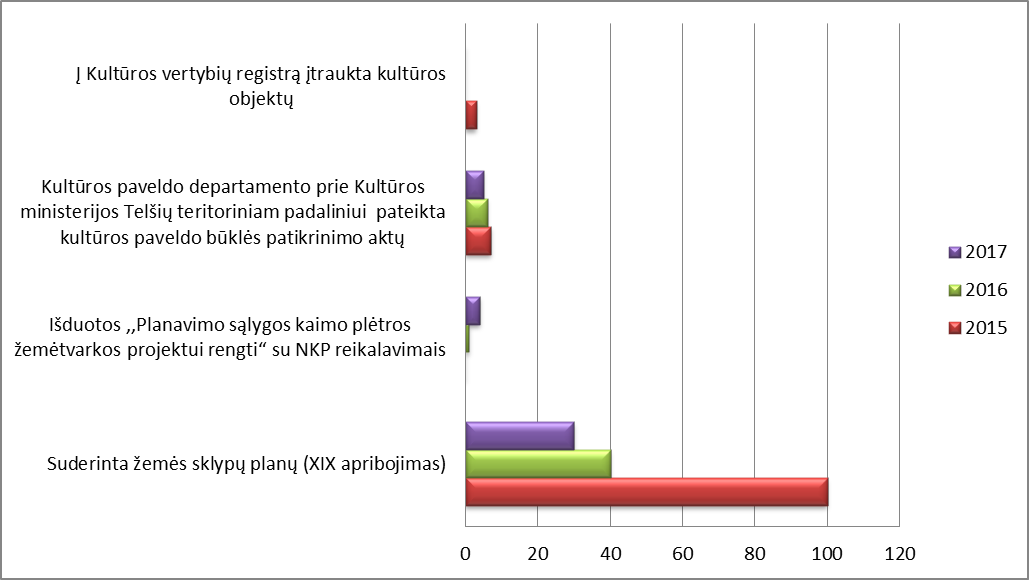 Į Kultūros vertybių registrą įtraukta kultūros
objektų
Kultūros paveldo departamento prie Kultūros
ministerijos Telšių teritoriniam padaliniui pateikta
kultūros paveldo būklės patikrinimo aktų
Išduotos ,,Planavimo sąlygos kaimo plėtros
žemėtvarkos projektui rengti“ su NKP reikalavimais
Suderinta žemės sklypų planų (XIX apribojimas)
0 20 40 60 80 100 120
2017
2016
2015